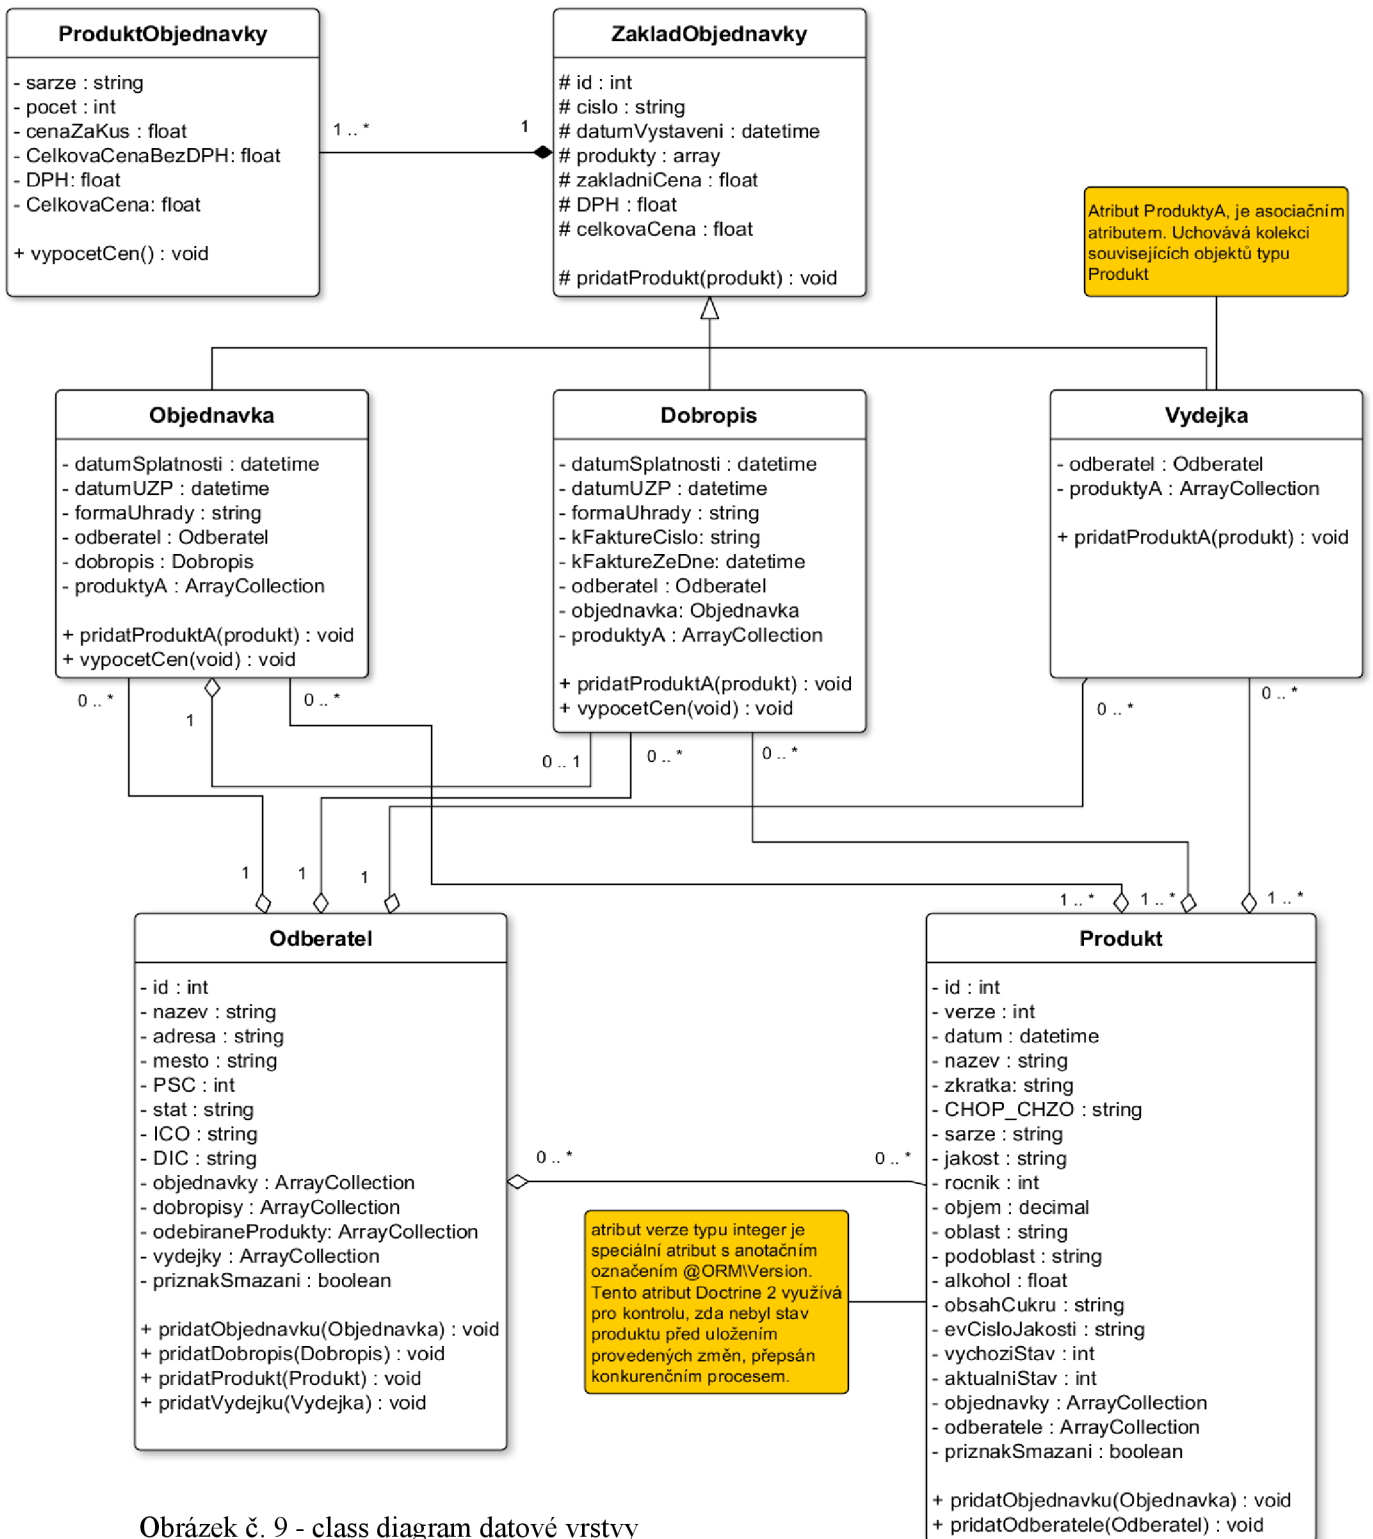 ProduktObjednavky
- sarze : string
- pocet : int
- cenaZaKus : float
- CelkovaCenaBezDPH: float
- DPH: float
- CelkovaCena: float
+ vypocetCen() : void
1 .. *
1
ZakladObjednavky
# id : int
# cislo : string
# datumVystaveni : datetime
# produkty : array
# zakladniCena : float
# DPH : float
# celkovaCena : float
# pridatProdukt(produkt) : void
Atribut ProduktyA, je asociačním
atributem. Uchovává kolekci
souvisejících objektů typu
Produkt
Objednavka
- datumSplatnosti : datetime
- datumUZP : datetime
- formaUhrady : string
- odberatel : Odberatel
- dobropis : Dobropis
- produktyA : ArrayCollection
+ pridatProduktA(produkt) : void
+ vypocetCen(void) : void
Dobropis
- datumSplatnosti : datetime
- datumUZP : datetime
- formaUhrady : string
- kFaktureCislo: string
- kFaktureZeDne: datetime
- odberatel : Odberatel
- objednavka: Objednavka
- produktyA : ArrayCollection
+ pridatProduktA(produkt) : void
+ vypocetCen(void) : void
Vydejka
- odberatel : Odberatel
- produktyA : ArrayCollection
+ pridatProduktA(produkt) : void
0 .. *
1
0 .. *
0 .. 1
0 .. *
0 .. *
0 .. *
0 .. *
1
1
1
1 .. *
1 .. *
1 .. *
Odberatel
- id : int
- nazev : string
- adresa : string
- mesto : string
- PSC : int
- stat : string
- ICO : string
- DIC : string
- objednavky : ArrayCollection
- dobropisy : ArrayCollection
- odebiraneProdukty: ArrayCollection
- vydejky : ArrayCollection
- priznakSmazani : boolean
+ pridatObjednavku(Objednavka) : void
+ pridatDobropis(Dobropis) : void
+ pridatProdukt(Produkt) : void
+ pridatVydejku(Vydejka) : void
0 .. *
0 .. *
atribut verze typu integer je
speciální atribut s anotačním
označením @ORM\Version.
Tento atribut Doctrine 2 využívá
pro kontrolu, zda nebyl stav
produktu před uložením
provedených změn, přepsán
konkurenčním procesem.
Produkt
- id : int
- verze : int
- datum : datetime
- nazev : string
- zkratka: string
- CHOP_CHZO : string
- sarze : string
- jakost : string
- rocnik : int
- objem : decimal
- oblast : string
- podoblast : string
- alkohol : float
- obsahCukru : string
- evCisloJakosti : string
- vychoziStav : int
- aktualniStav : int
- objednavky : ArrayCollection
- odberatele : ArrayCollection
- priznakSmazani : boolean
+ pridatObjednavku(Objednavka) : void
+ pridatOdberatele(Odberatel) : void
Obrázek č. 9 - class diagram datové vrstvy